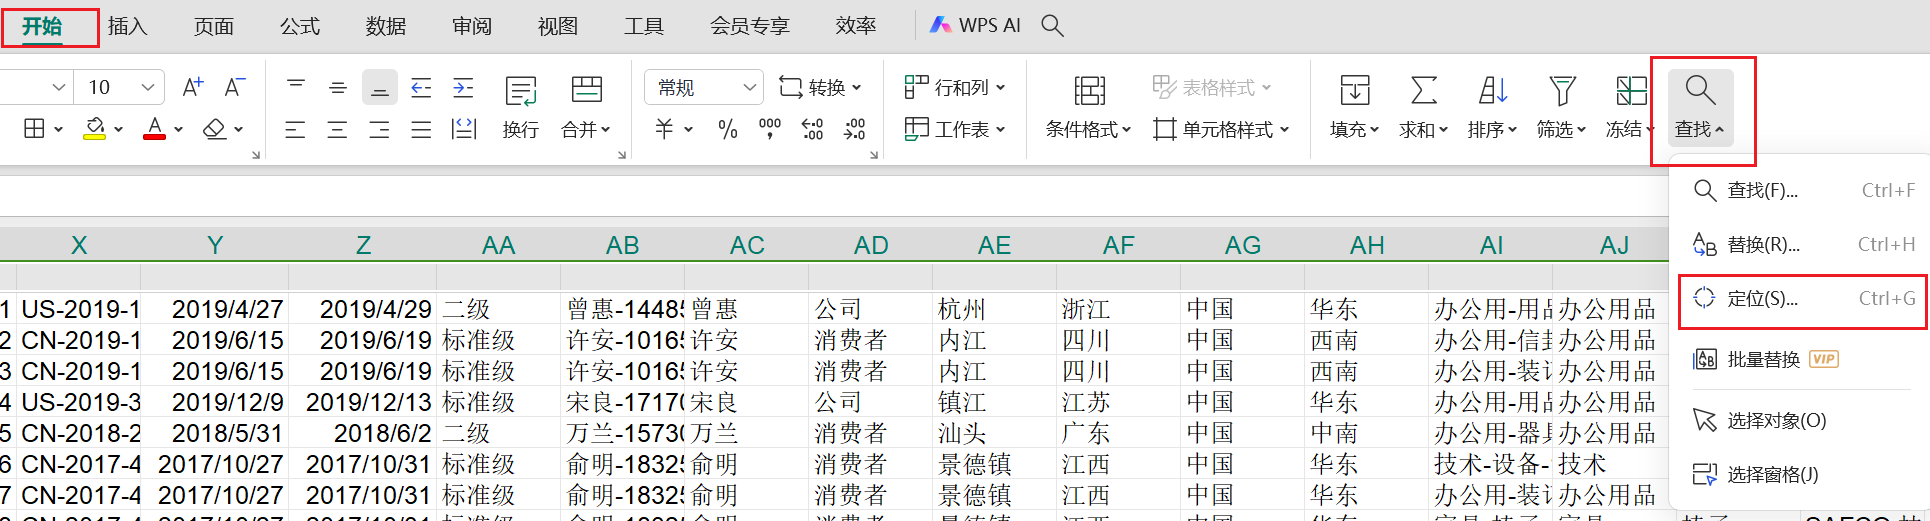 开始 插入 页面 公式 数据 审阅 视图 工具 会员专享 效率 WPS AI
10 A+ A- 换行 合并 常规 转换 行和列 条件格式 表格样式 填充 求和 排序 筛选 冻结 查找
A ¥ % 000 工作表 单元格样式
查找(F)... Ctrl+F
替换(R)... Ctrl+H
定位(S)... Ctrl+G
批量替换 VIP
选择对象(O)
选择窗格(J)
X Y Z AA AB AC AD AE AF AG AH AI AJ
1 US-2019-1 2019/4/27 2019/4/29 二级 曾惠-14485 曾惠 公司 杭州 浙江 中国 华东 办公用-用品 办公用品
2 CN-2019-1 2019/6/15 2019/6/19 标准级 许安-10165 许安 消费者 内江 四川 中国 西南 办公用-信封 办公用品
3 CN-2019-1 2019/6/15 2019/6/19 标准级 许安-10165 许安 消费者 内江 四川 中国 西南 办公用-装订 办公用品
4 US-2019-3 2019/12/9 2019/12/13 标准级 宋良-17170 宋良 公司 镇江 江苏 中国 华东 办公用-用品 办公用品
5 CN-2018-2 2018/5/31 2018/6/2 二级 万兰-15730 万兰 消费者 汕头 广东 中国 中南 办公用-器具 办公用品
6 CN-2017-4 2017/10/27 2017/10/31 标准级 俞明-18325 俞明 消费者 景德镇 江西 中国 华东 技术-设备- 技术
7 CN-2017-4 2017/10/27 2017/10/31 标准级 俞明-18325 俞明 消费者 景德镇 江西 中国 华东 办公用-装订 办公用品